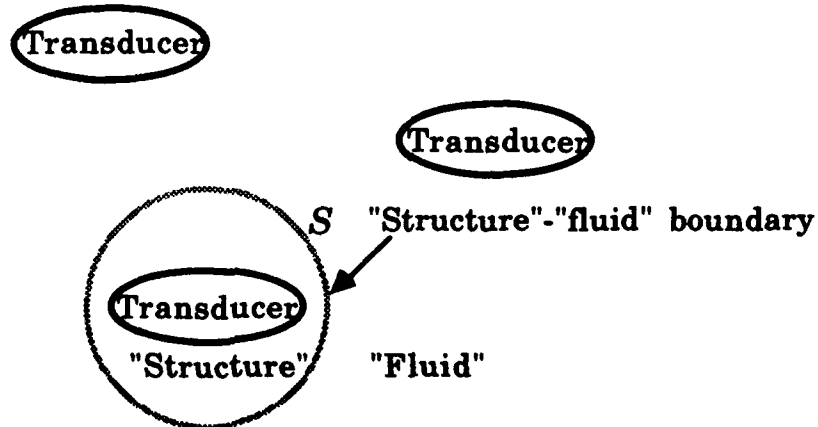 Transducer
Transducer
S "Structure"-"fluid" boundary
Transducer
"Structure" "Fluid"